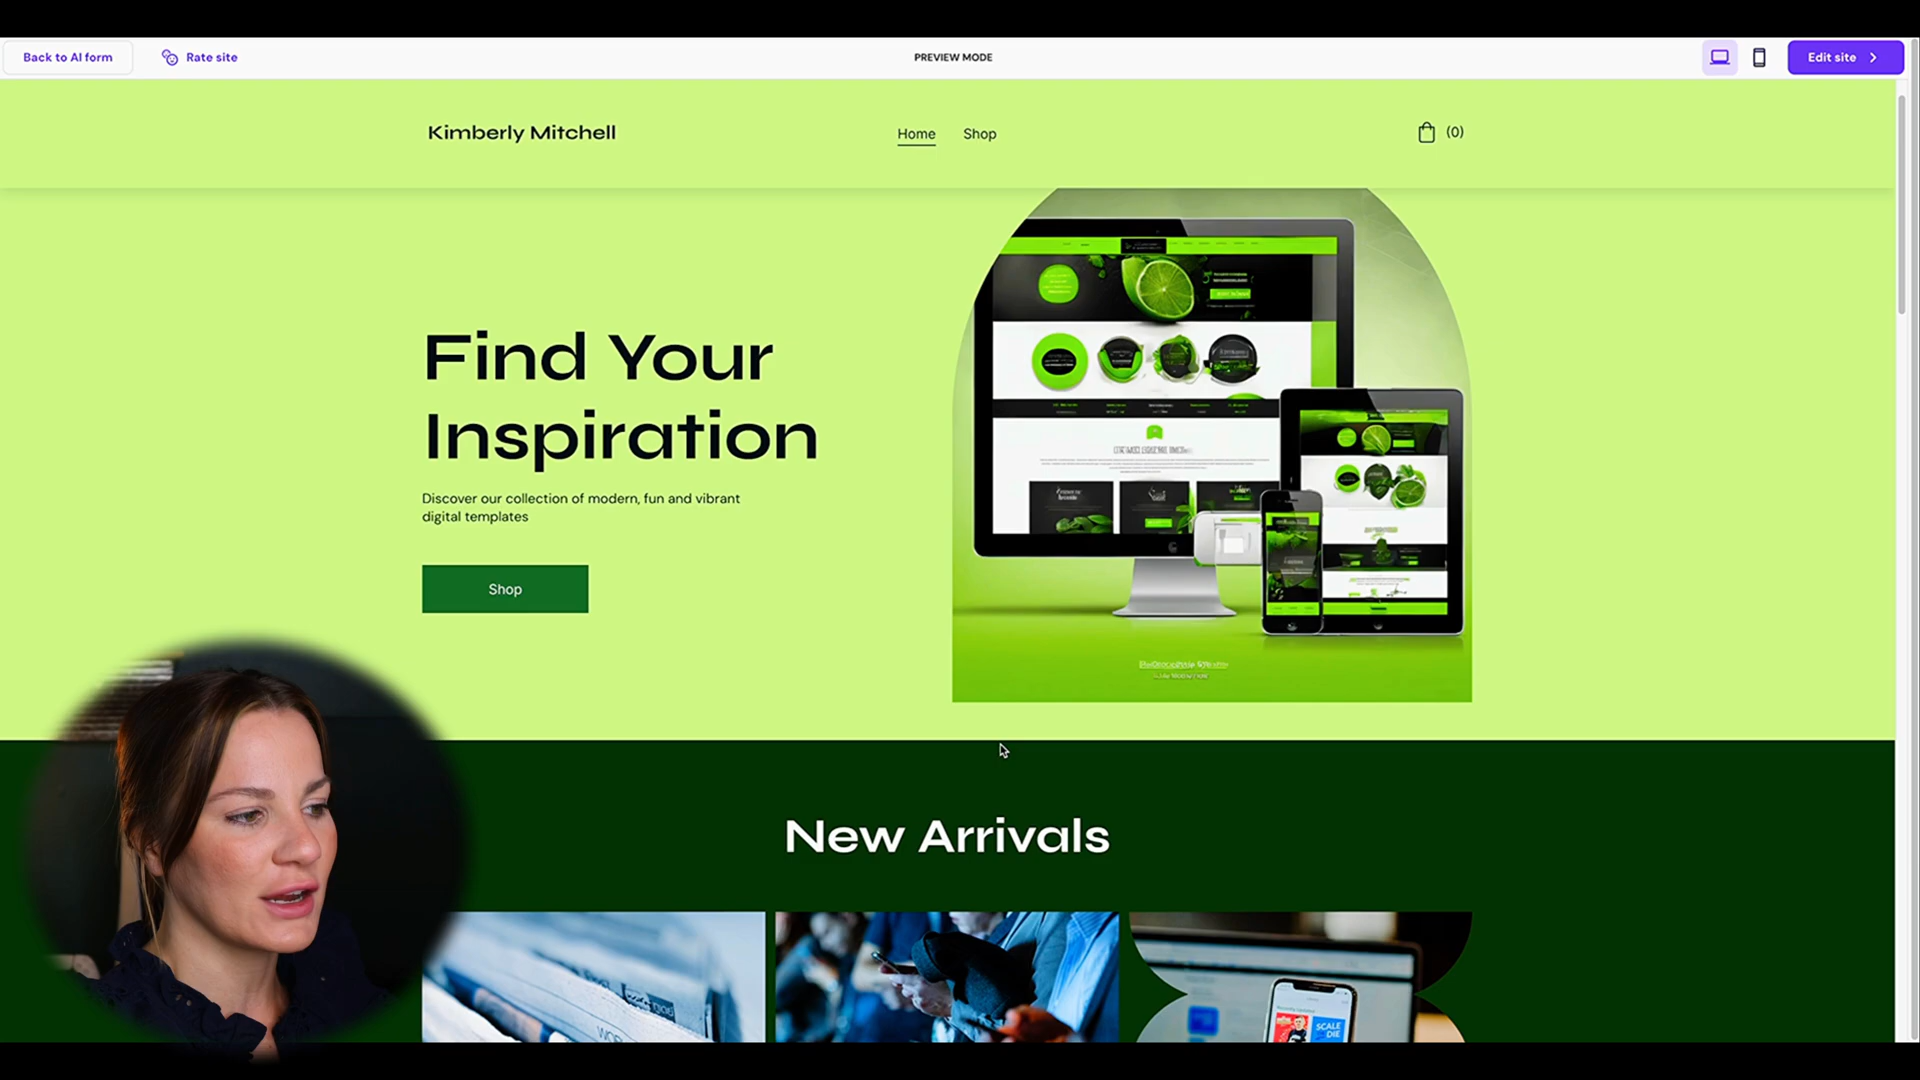 Back to AI form
Rate site
PREVIEW MODE
Edit site
Kimberly Mitchell
Home
Shop
(0)
Find Your
Inspiration
Discover our collection of modern, fun and vibrant
digital templates
Shop
New Arrivals
SCALE
DIE